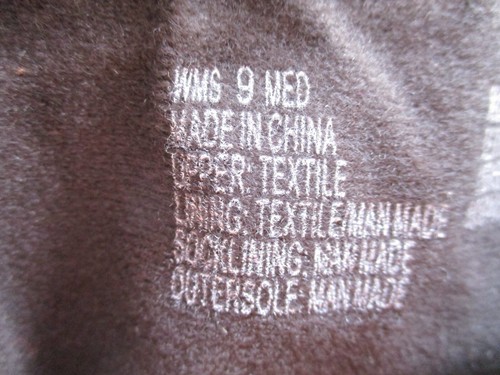 WMS 9 MED
MADE IN CHINA
UPPER: TEXTILE
LINING: TEXTILE/MAN MADE
SOCKLINING: MAN MADE
OUTERSOLE: MAN MADE